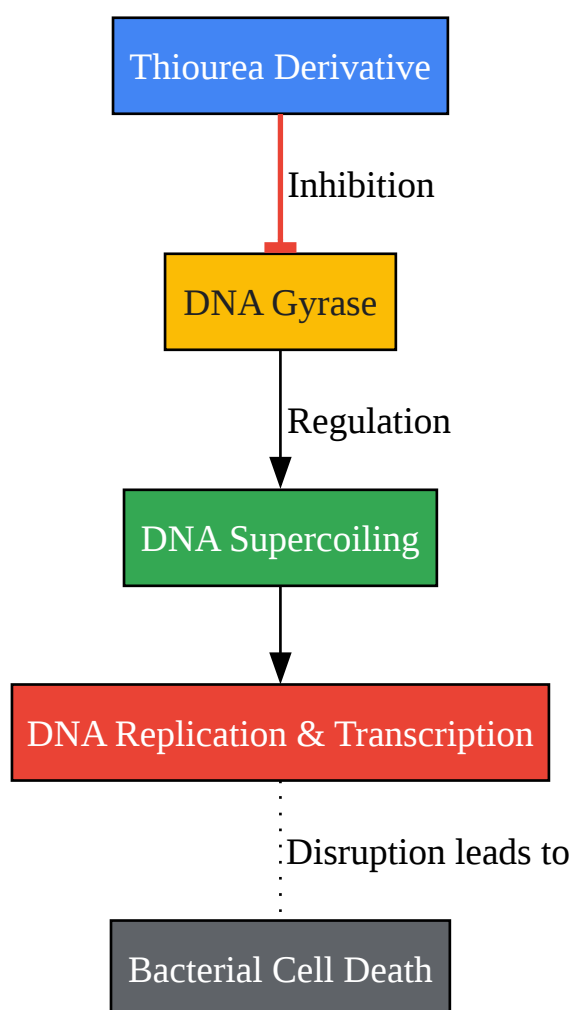 Thiourea Derivative
Inhibition
DNA Gyrase
Regulation
DNA Supercoiling
DNA Replication & Transcription
Disruption leads to
Bacterial Cell Death